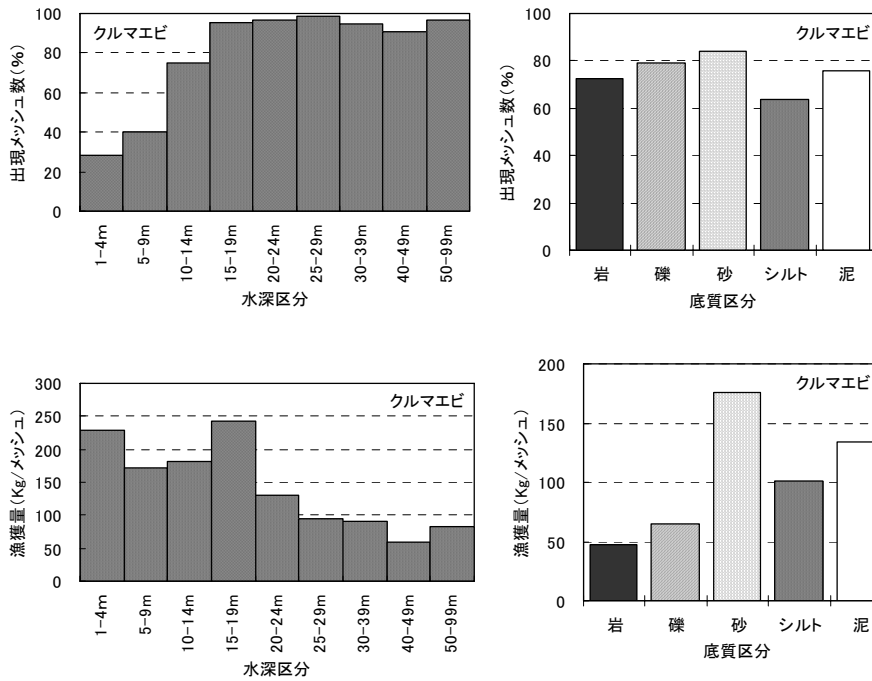 出現メッシュ数(%)
100
80
60
40
20
0
クルマエビ
1-4m
5-9m
10-14m
15-19m
20-24m
25-29m
30-39m
40-49m
50-99m
水深区分
出現メッシュ数(%)
100
80
60
40
20
0
クルマエビ
岩
礫
砂
シルト
泥
底質区分
漁獲量(Kg/メッシュ)
300
250
200
150
100
50
0
クルマエビ
1-4m
5-9m
10-14m
15-19m
20-24m
25-29m
30-39m
40-49m
50-99m
水深区分
漁獲量(Kg/メッシュ)
200
150
100
50
0
クルマエビ
岩
礫
砂
シルト
泥
底質区分